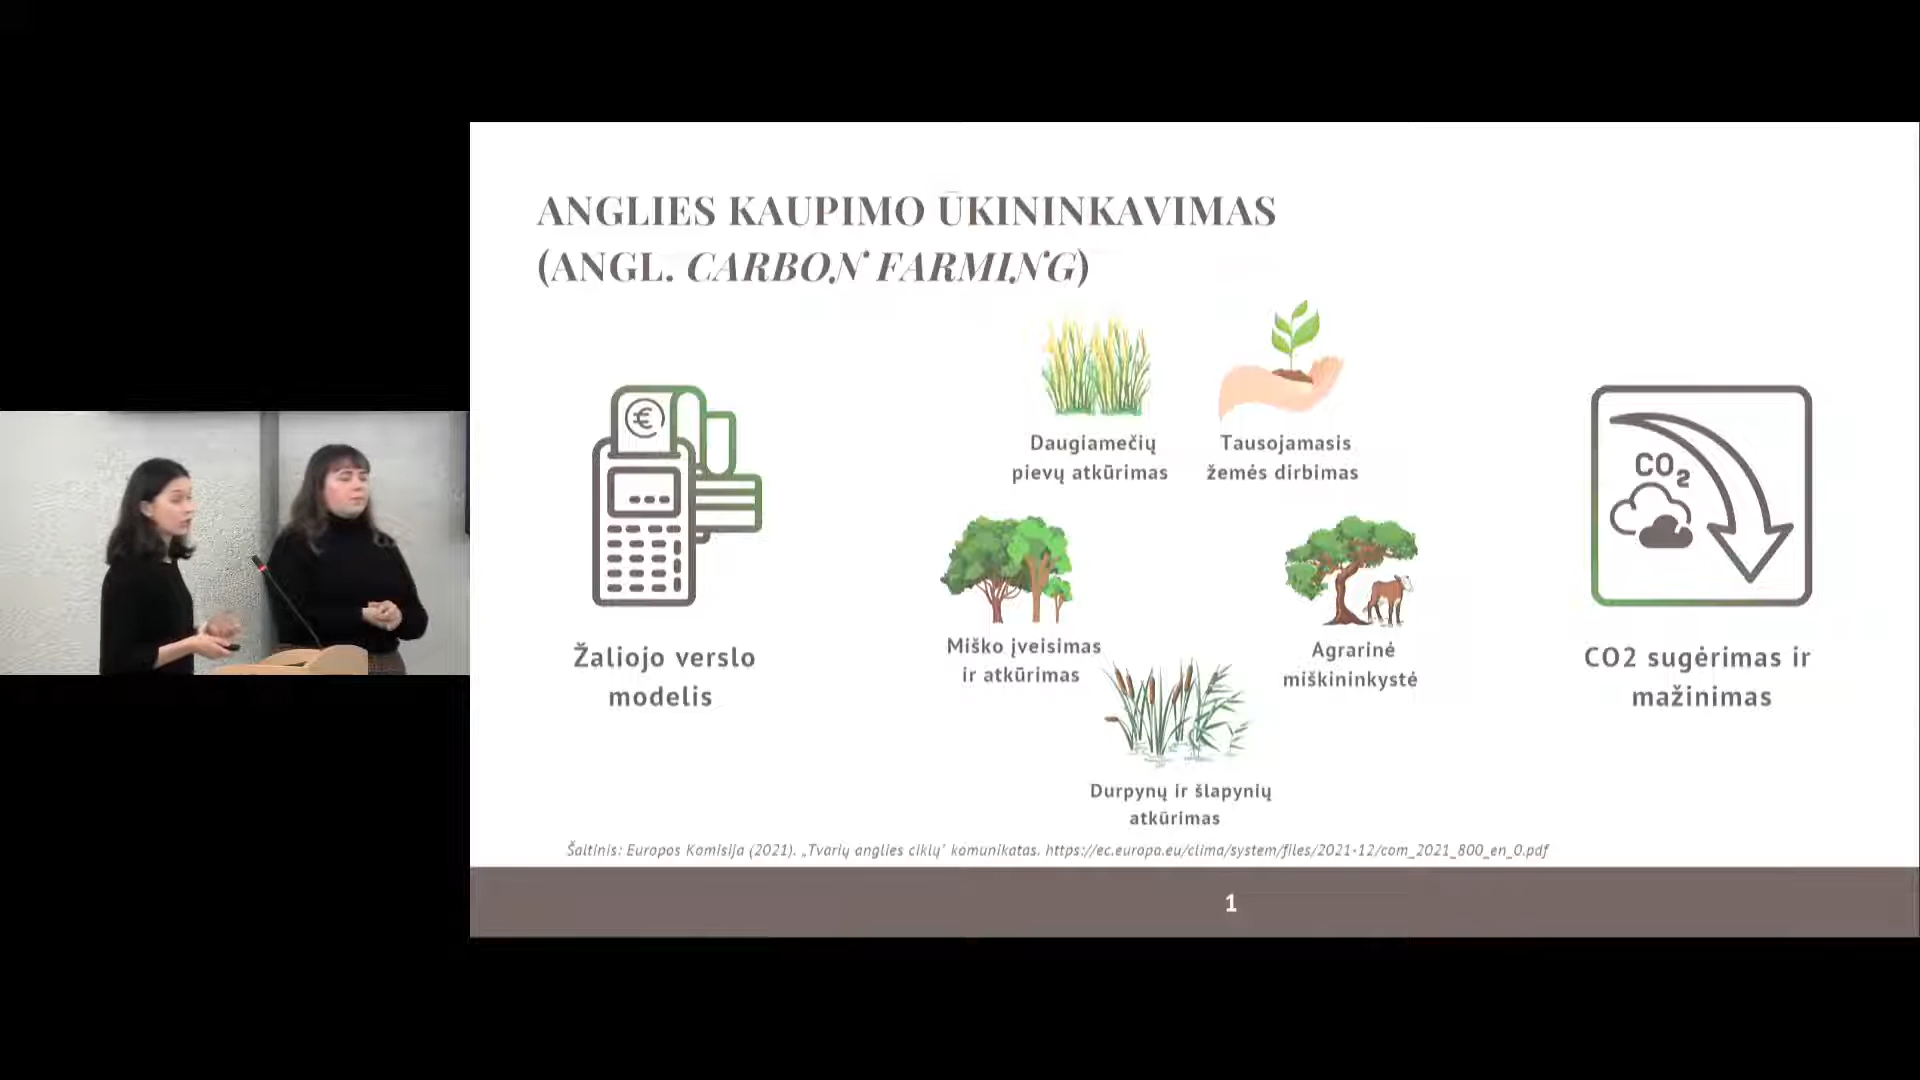 ANGLIES KAUPIMO ŪKININKAVIMAS
(ANGL. CARBON FARMING)
€
Žaliojo verslo
modelis
Daugiamečių
pievų atkūrimas
Tausojamasis
žemės dirbimas
Miško įveisimas
ir atkūrimas
Agrarinė
miškininkystė
Durpynų ir šlapynių
atkūrimas
CO2
CO2 sugėrimas ir
mažinimas
Šaltinis: Europos Komisija (2021). „Tvarių anglies ciklų" komunikatas. https://ec.europa.eu/clima/system/files/2021-12/com_2021_800_en_0.pdf
1